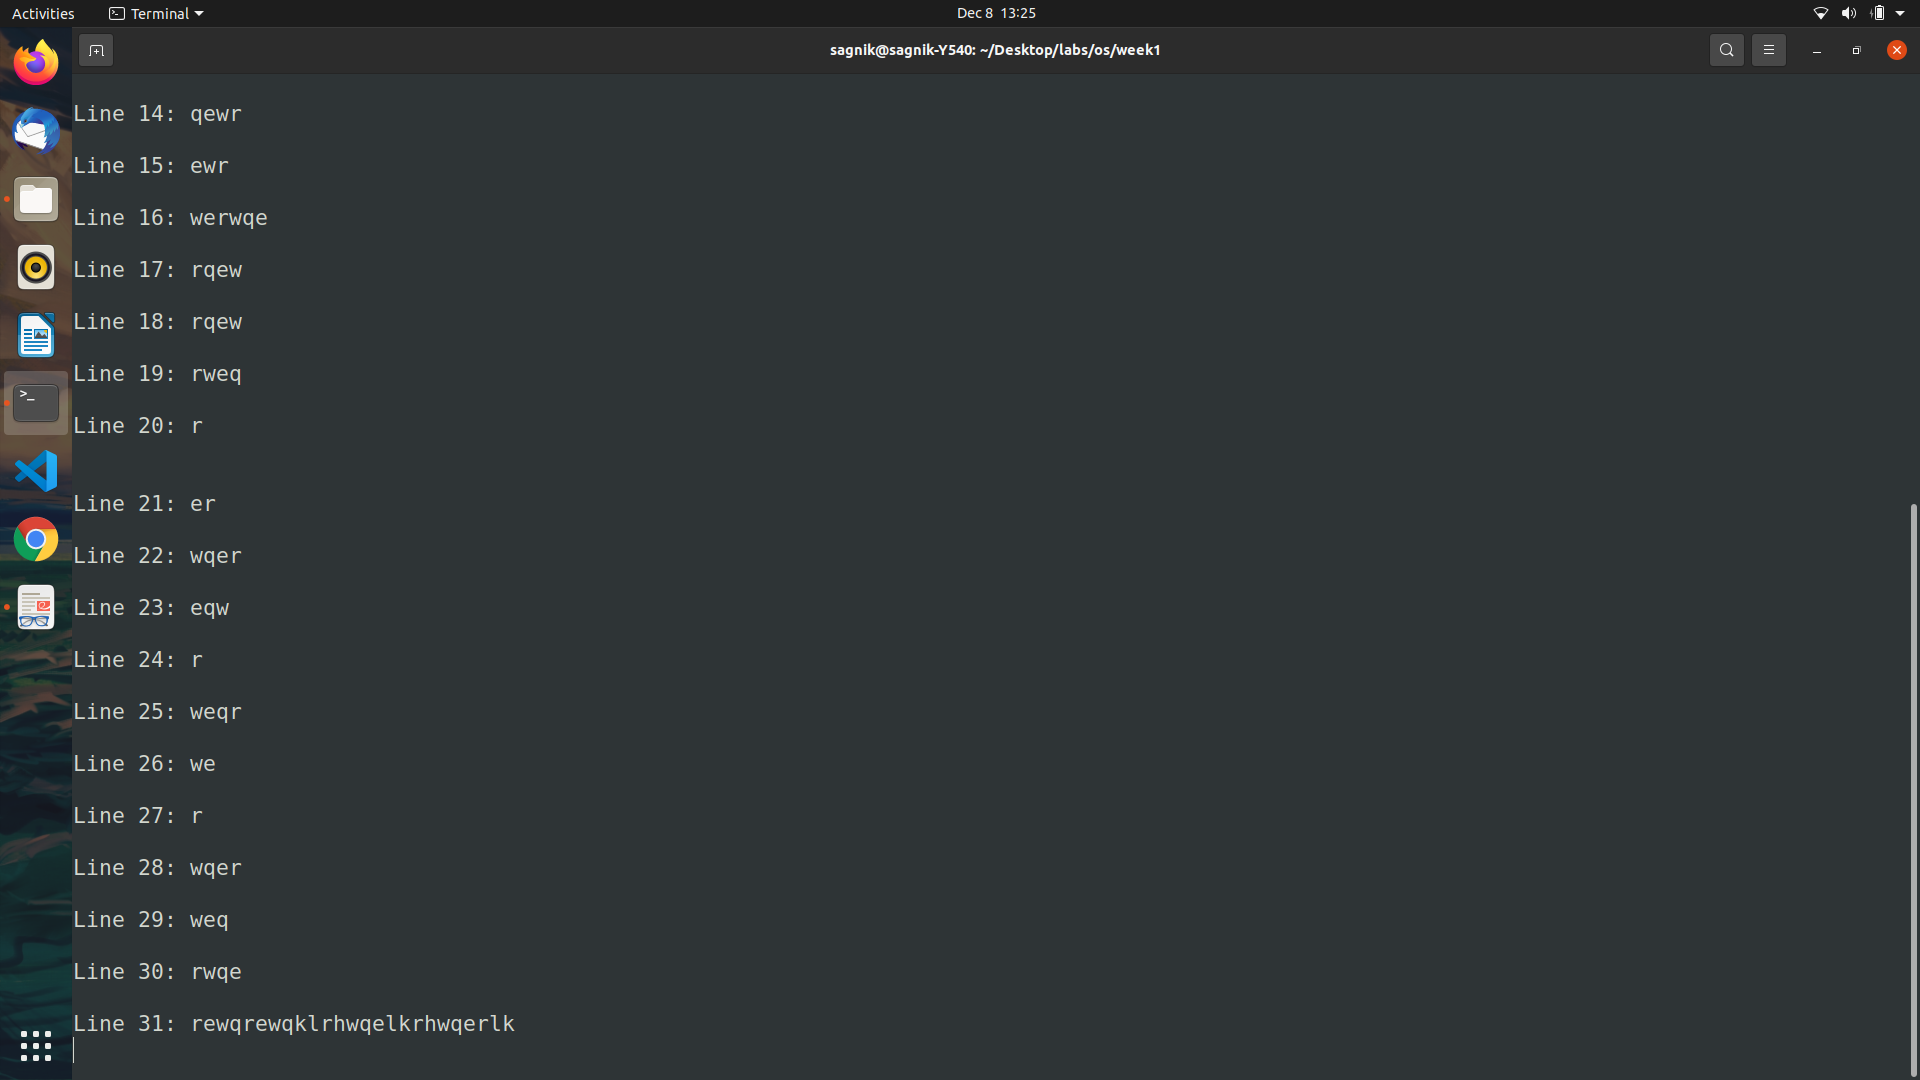 Activities
Terminal
Dec 8 13:25
sagnik@sagnik-Y540: ~/Desktop/labs/os/week1
Line 14: qewr
Line 15: ewr
Line 16: werwqe
Line 17: rqew
Line 18: rqew
Line 19: rweq
Line 20: r
Line 21: er
Line 22: wqer
Line 23: eqw
Line 24: r
Line 25: weqr
Line 26: we
Line 27: r
Line 28: wqer
Line 29: weq
Line 30: rwqe
Line 31: rewqrewqklrhwqelkrhwqerlk